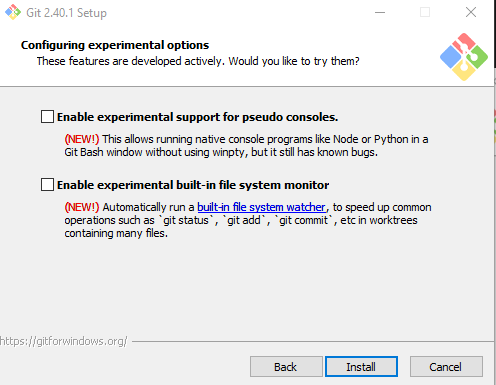 Git 2.40.1 Setup
Configuring experimental options
These features are developed actively. Would you like to try them?
Enable experimental support for pseudo consoles.
(NEW!) This allows running native console programs like Node or Python in a
Git Bash window without using winpty, but it still has known bugs.
Enable experimental built-in file system monitor
(NEW!) Automatically run a built-in file system watcher, to speed up common
operations such as `git status`, `git add`, `git commit`, etc in worktrees
containing many files.
https://gitforwindows.org/
Back
Install
Cancel